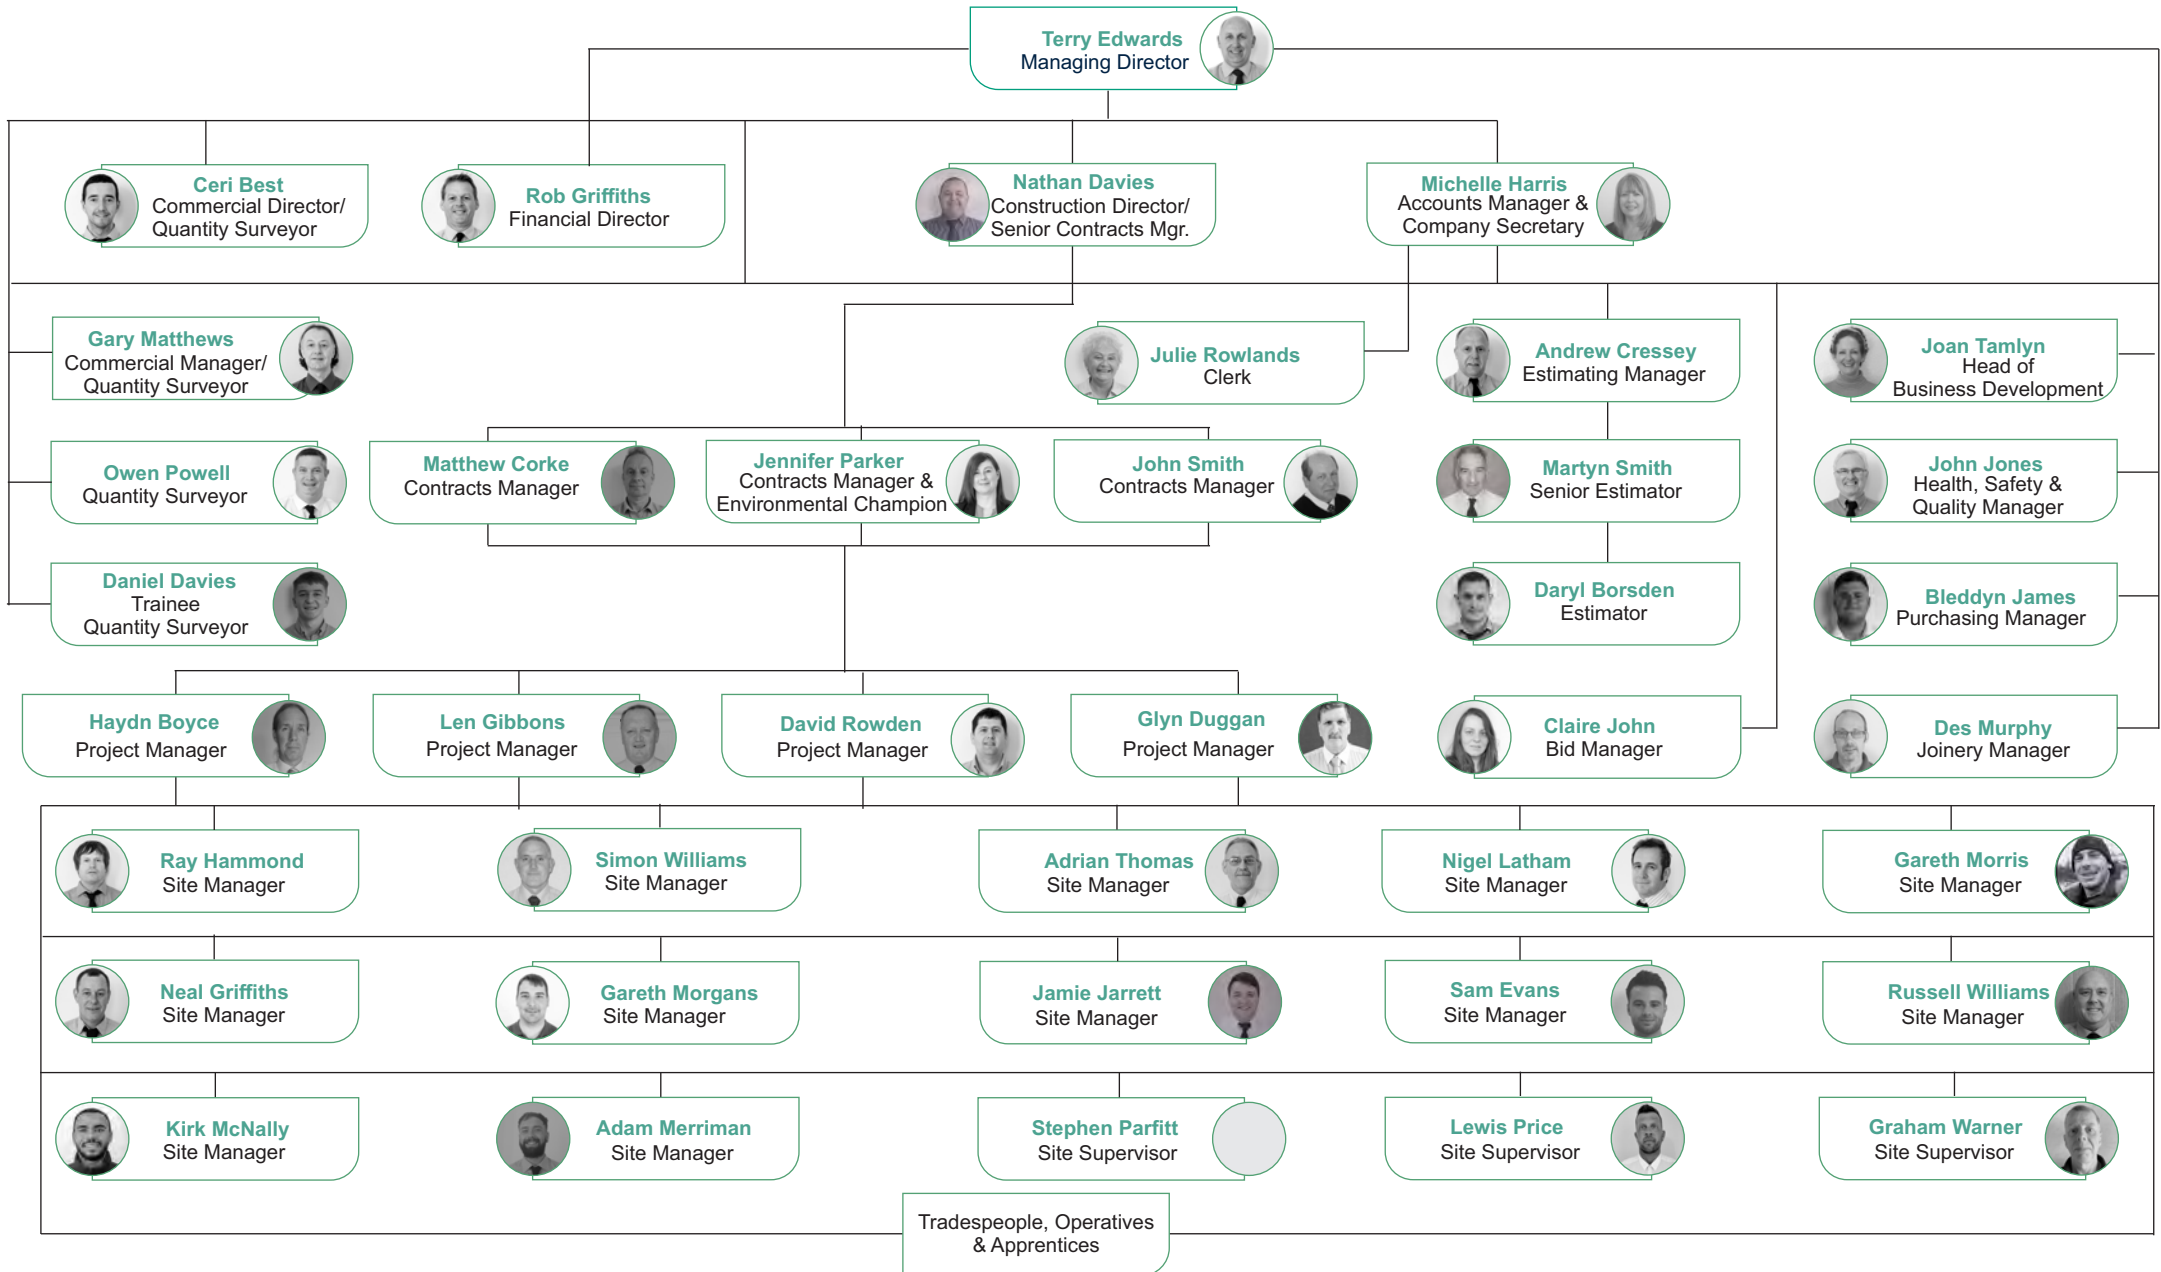 Terry Edwards
Managing Director
Ceri Best
Commercial Director/
Quantity Surveyor
Rob Griffiths
Financial Director
Nathan Davies
Construction Director/
Senior Contracts Mgr.
Michelle Harris
Accounts Manager &
Company Secretary
Gary Matthews
Commercial Manager/
Quantity Surveyor
Julie Rowlands
Clerk
Andrew Cressey
Estimating Manager
Joan Tamlyn
Head of
Business Development
Owen Powell
Quantity Surveyor
Matthew Corke
Contracts Manager
Jennifer Parker
Contracts Manager &
Environmental Champion
John Smith
Contracts Manager
Martyn Smith
Senior Estimator
John Jones
Health, Safety &
Quality Manager
Daniel Davies
Trainee
Quantity Surveyor
Daryl Borsden
Estimator
Bleddyn James
Purchasing Manager
Haydn Boyce
Project Manager
Len Gibbons
Project Manager
David Rowden
Project Manager
Glyn Duggan
Project Manager
Claire John
Bid Manager
Des Murphy
Joinery Manager
Ray Hammond
Site Manager
Simon Williams
Site Manager
Adrian Thomas
Site Manager
Nigel Latham
Site Manager
Gareth Morris
Site Manager
Neal Griffiths
Site Manager
Gareth Morgans
Site Manager
Jamie Jarrett
Site Manager
Sam Evans
Site Manager
Russell Williams
Site Manager
Kirk McNally
Site Manager
Adam Merriman
Site Manager
Stephen Parfitt
Site Supervisor
Lewis Price
Site Supervisor
Graham Warner
Site Supervisor
Tradespeople, Operatives
& Apprentices